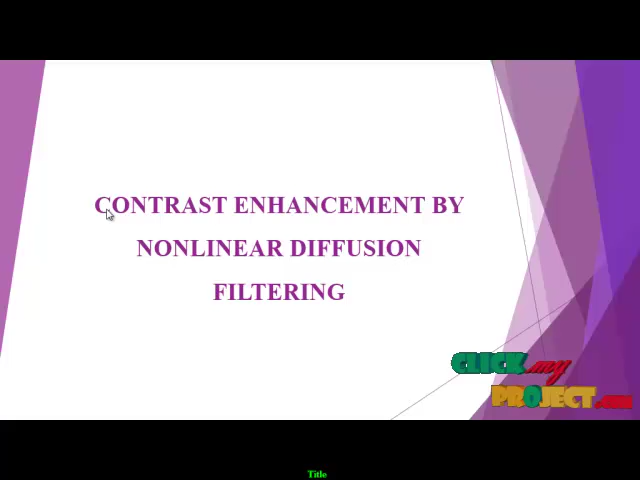 CONTRAST ENHANCEMENT BY
NONLINEAR DIFFUSION
FILTERING
CLICK my
PROJECT.com
Title